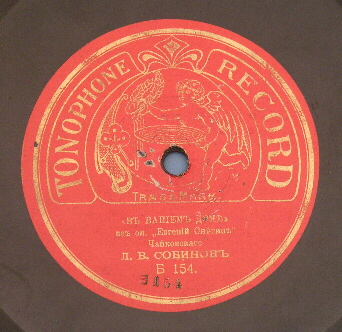 TONOPHONE RECORD
TRADE MARK
«ВЪ ВАШЕМЪ ДОМѢ»
изъ оп. „Евгеній Онѣгинъ"
Чайковскаго
Л. В. СОБИНОВЪ
Б 154.